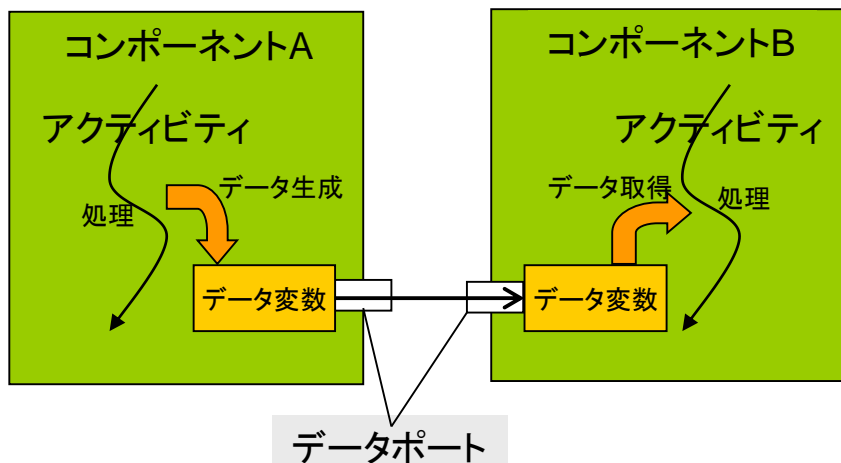 コンポーネントA
アクティビティ
データ生成
処理
データ変数
コンポーネントB
アクティビティ
データ取得
処理
データ変数
データポート